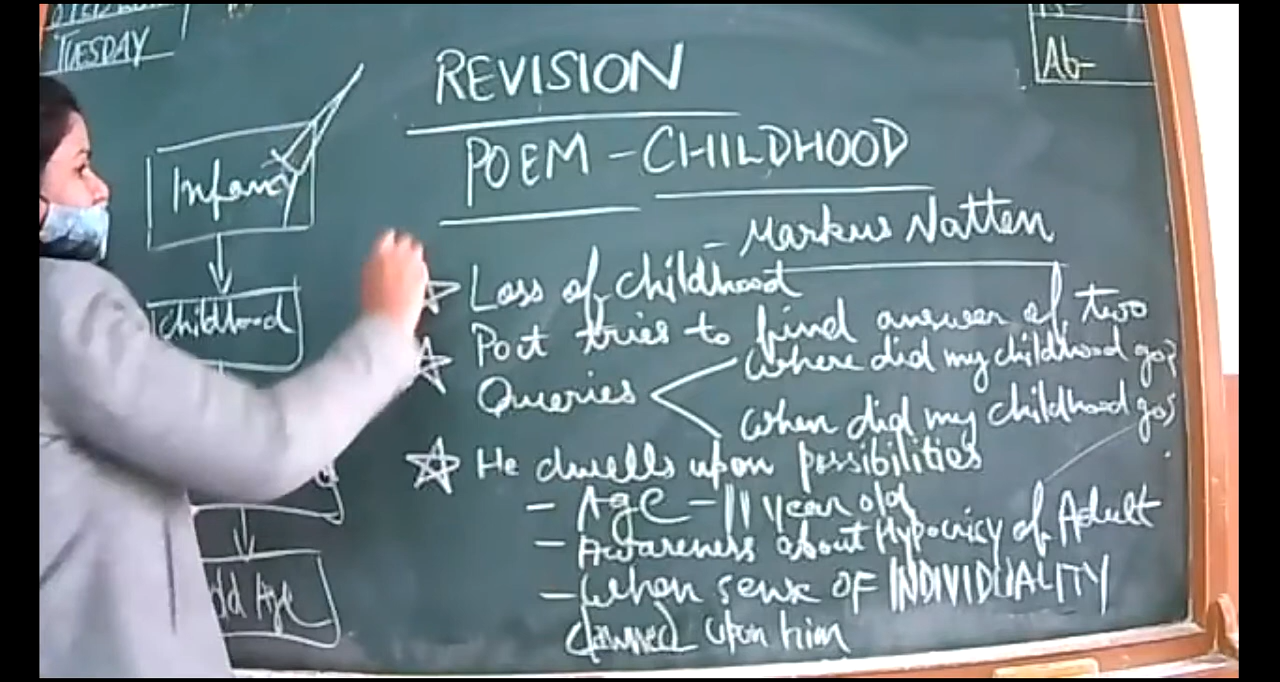 TUESDAY
Ab-
REVISION
POEM - CHILDHOOD
- Markus Natten
Infancy
Childhood
Old Age
☆ Loss of childhood
☆ Poet tries to find answer of two
Queries
Where did my childhood go?
When did my childhood go?
☆ He dwells upon possibilities
- Age - 11 year old
- Awareness about Hypocricy of Adult
- When sense OF INDIVIDUALITY
dawned upon him